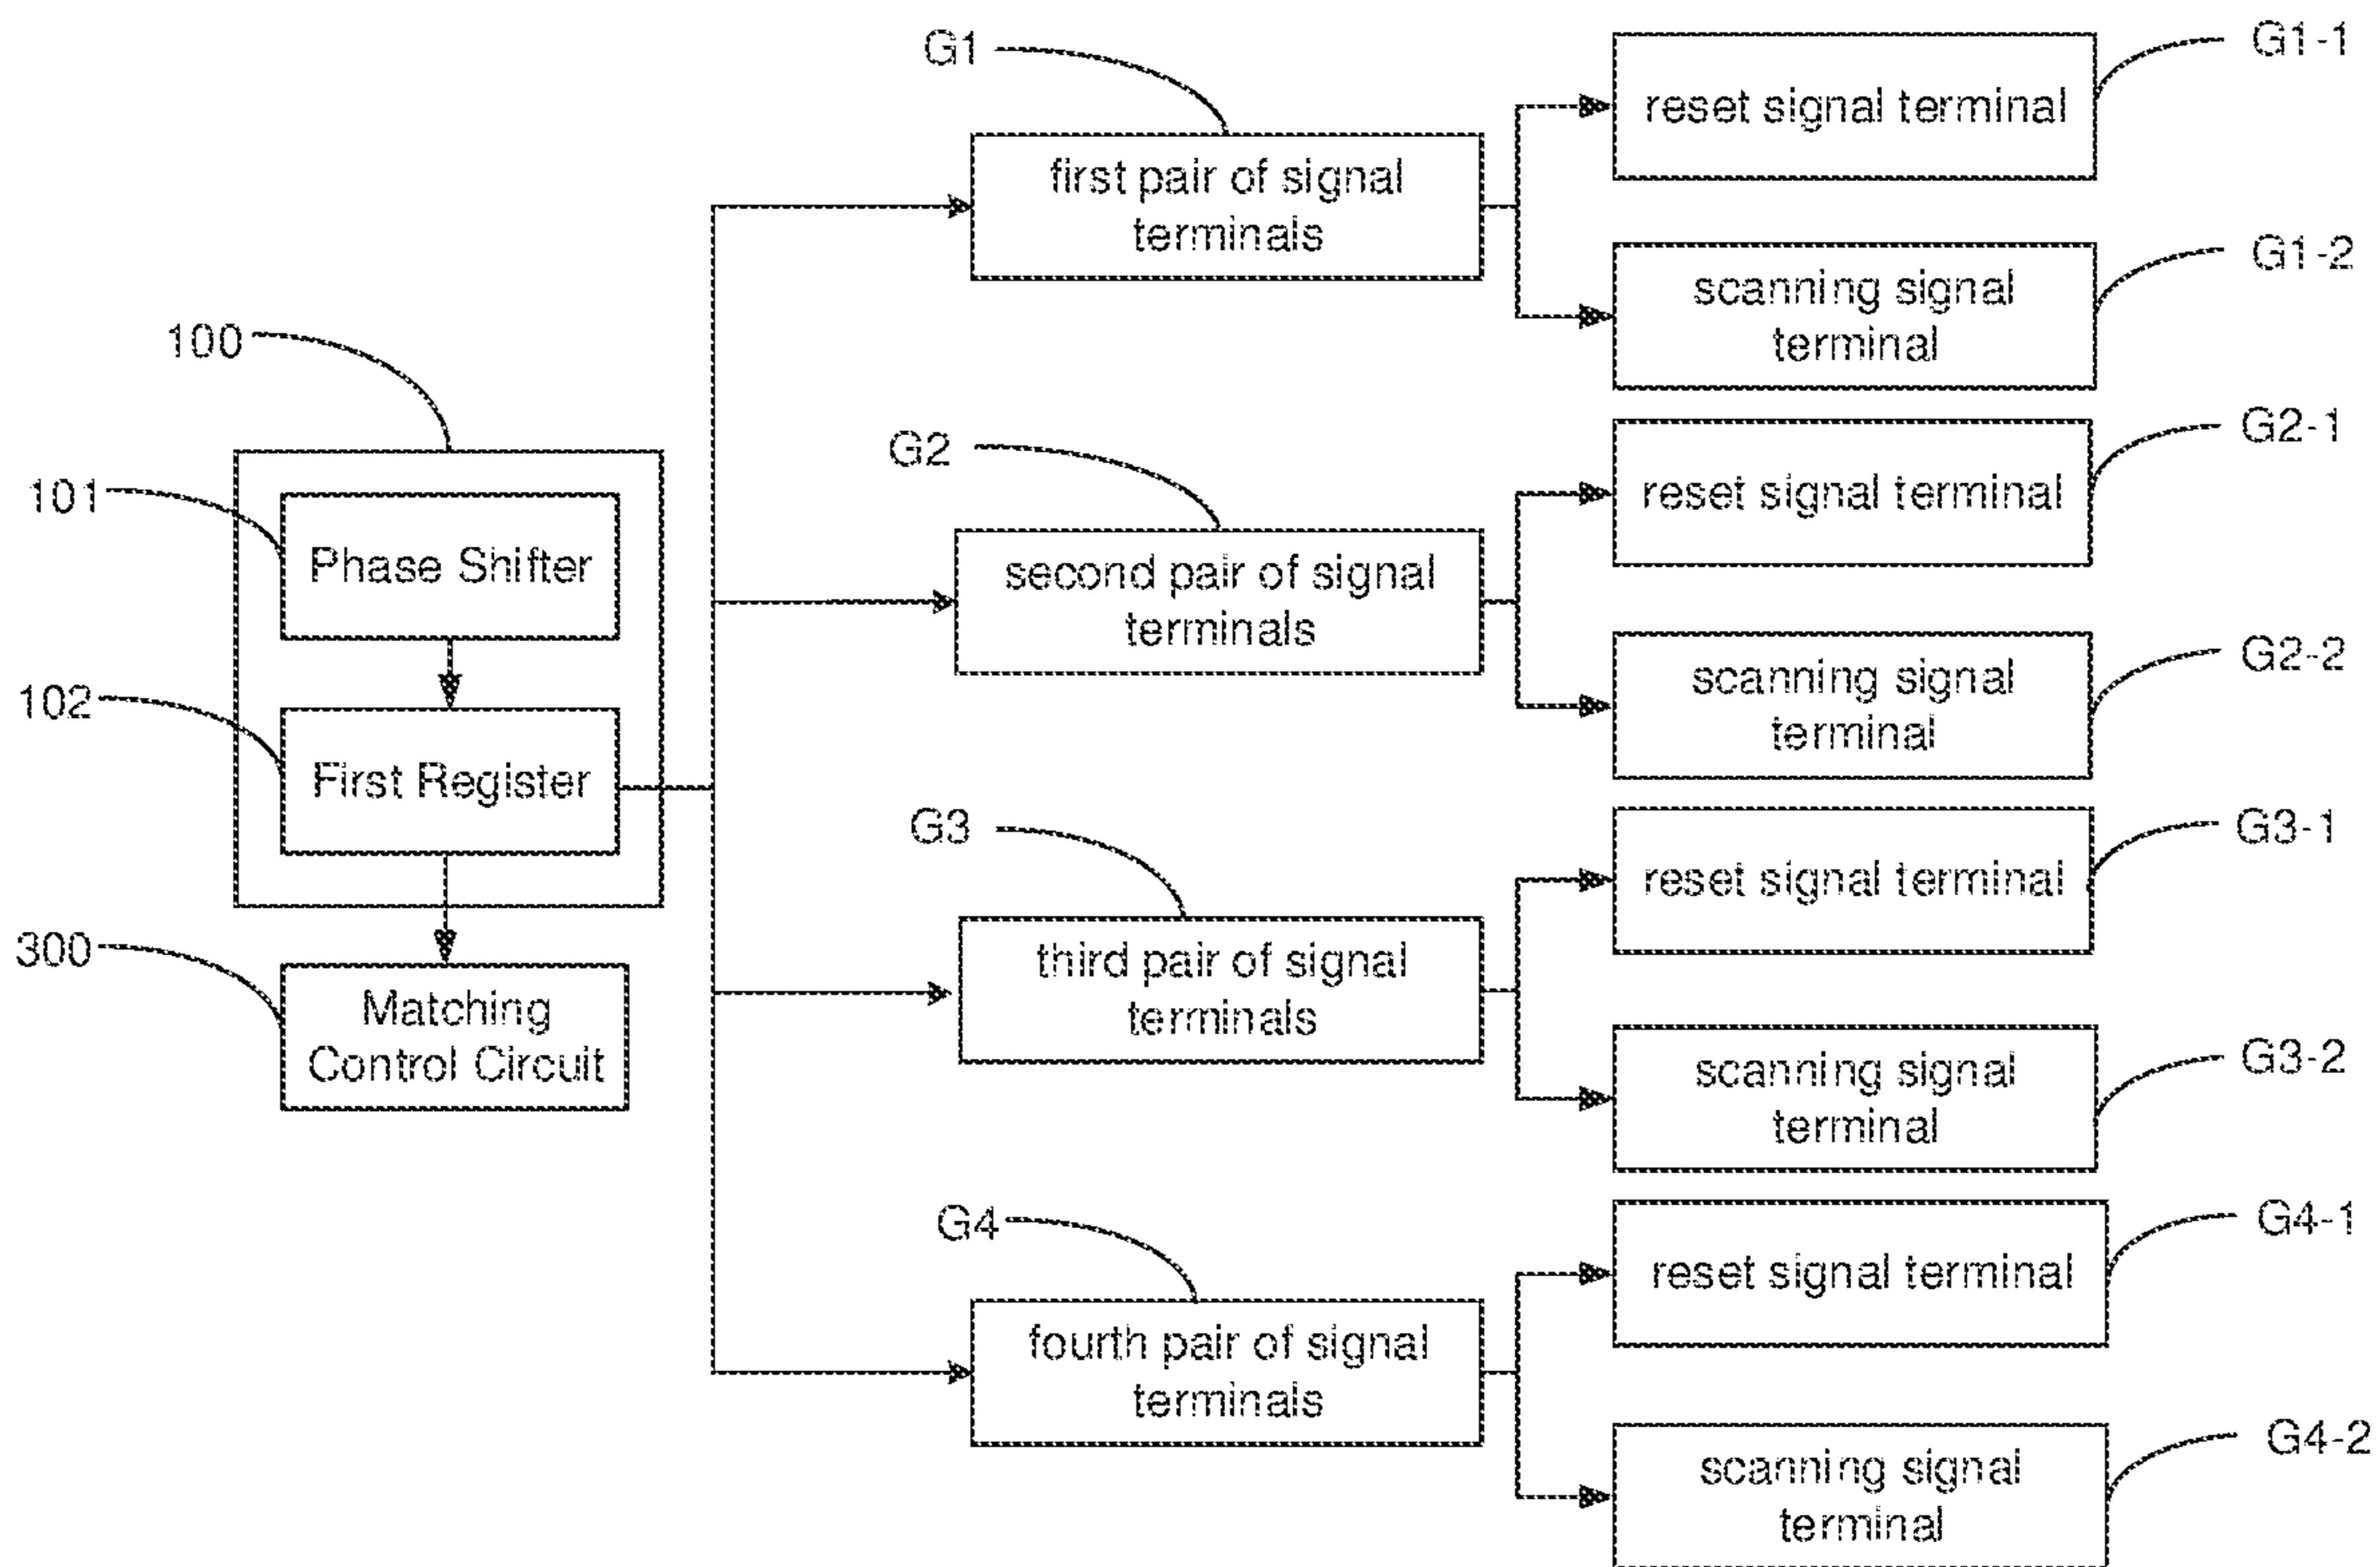 G1
first pair of signal
terminals
reset signal terminal
G1-1
scanning signal
terminal
G1-2
100
101
Phase Shifter
102
First Register
300
Matching
Control Circuit
G2
second pair of signal
terminals
reset signal terminal
G2-1
scanning signal
terminal
G2-2
G3
third pair of signal
terminals
reset signal terminal
G3-1
scanning signal
terminal
G3-2
G4
fourth pair of signal
terminals
reset signal terminal
G4-1
scanning signal
terminal
G4-2